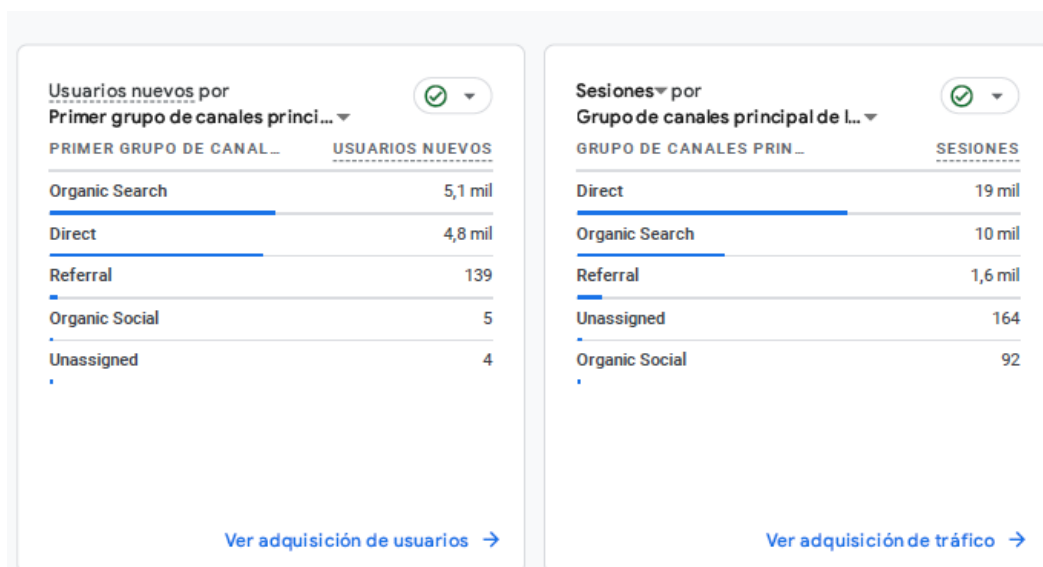 Usuarios nuevos por
Primer grupo de canales princi...
PRIMER GRUPO DE CANAL... USUARIOS NUEVOS
Organic Search 5,1 mil
Direct 4,8 mil
Referral 139
Organic Social 5
Unassigned 4
Ver adquisición de usuarios →
Sesiones por
Grupo de canales principal de l...
GRUPO DE CANALES PRIN... SESIONES
Direct 19 mil
Organic Search 10 mil
Referral 1,6 mil
Unassigned 164
Organic Social 92
Ver adquisición de tráfico →